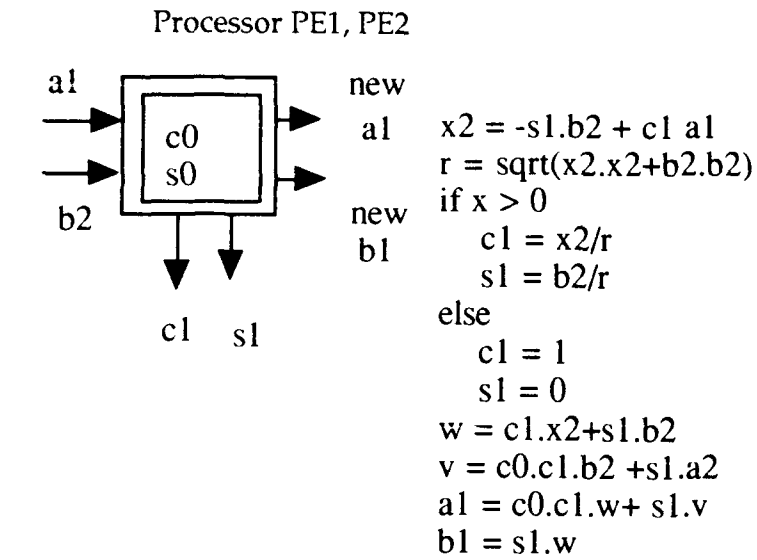 Processor PE1, PE2
a1
new
a1
c0
s0
b2
new
b1
c1 s1
x2 = -s1.b2 + c1 a1
r = sqrt(x2.x2+b2.b2)
if x > 0
c1 = x2/r
s1 = b2/r
else
c1 = 1
s1 = 0
w = c1.x2+s1.b2
v = c0.c1.b2 +s1.a2
a1 = c0.c1.w+ s1.v
b1 = s1.w